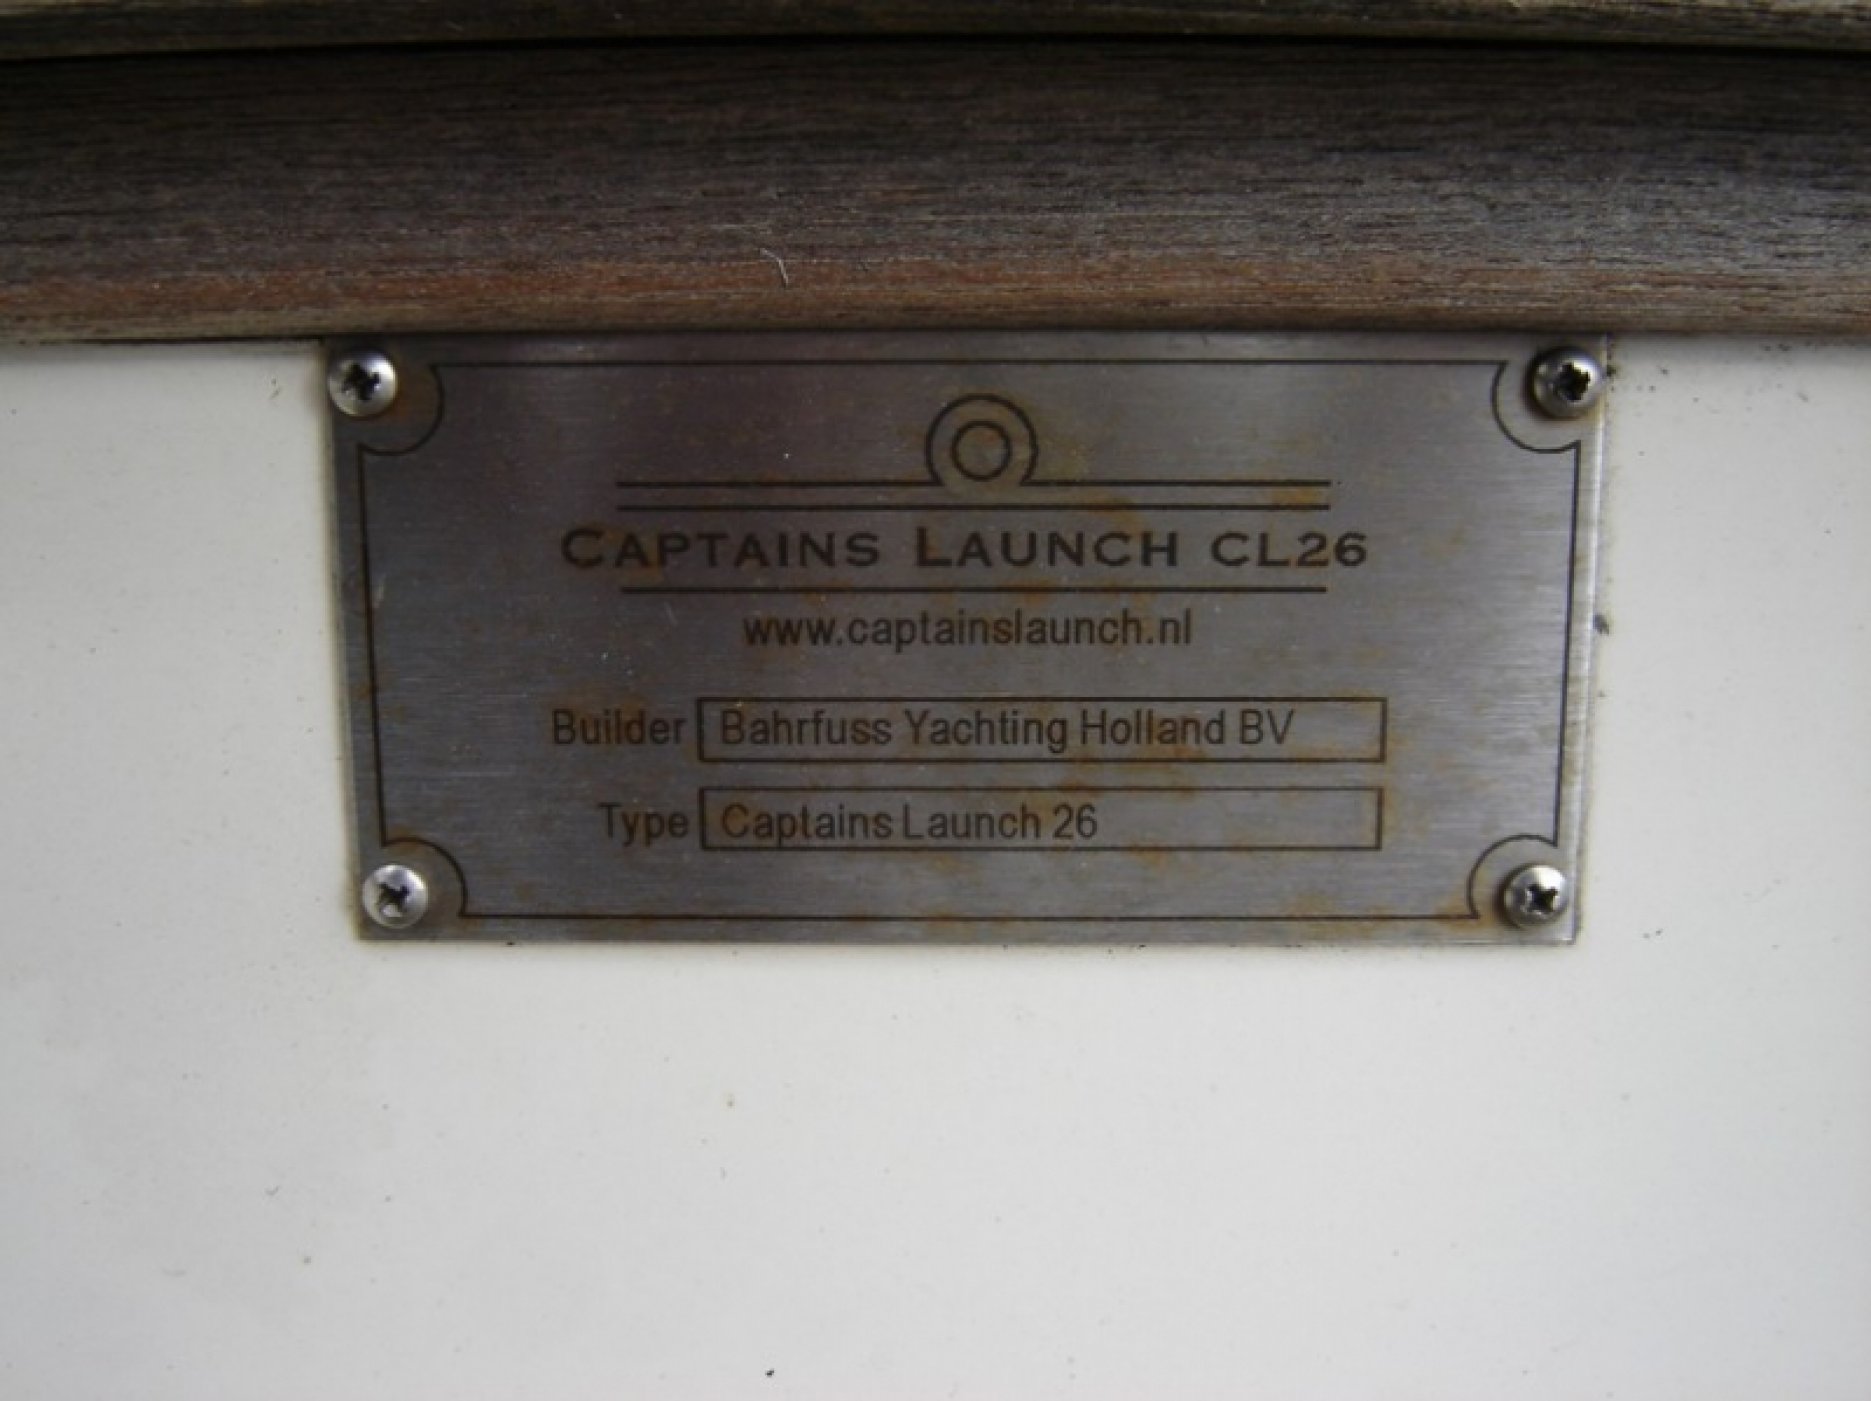 CAPTAINS LAUNCH CL26
www.captainslaunch.nl
Builder Bahrfuss Yachting Holland BV
Type Captains Launch 26